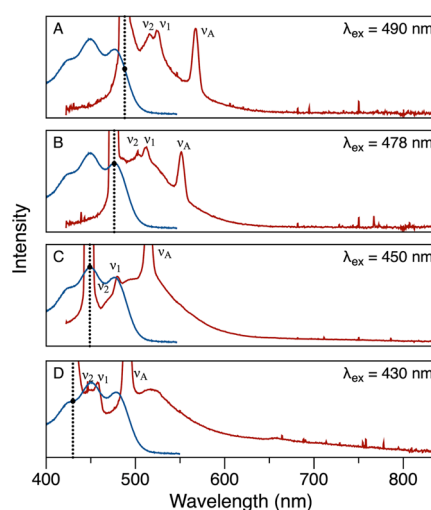 A
ν2 ν1
νA
λex = 490 nm
B
ν2 ν1
νA
λex = 478 nm
C
ν2 ν1
νA
λex = 450 nm
D
ν2 ν1
νA
λex = 430 nm
Intensity
400 500 600 700 800
Wavelength (nm)